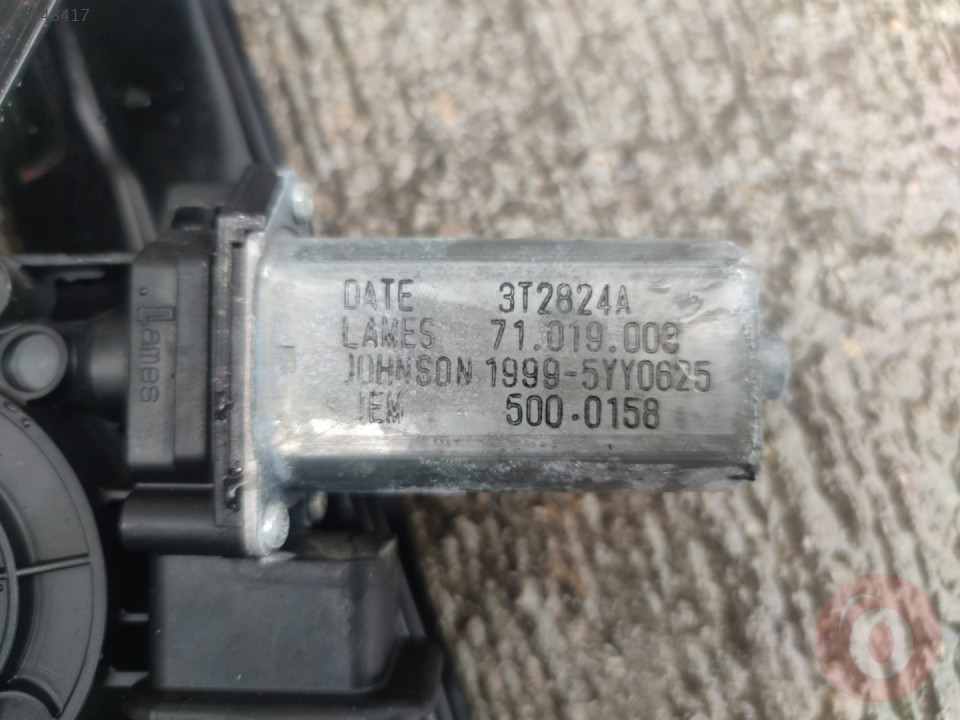 DATE 3T2824A
LAMES 71.019.003
JOHNSON 1999-5YY0625
IEM 500.0158
Lames